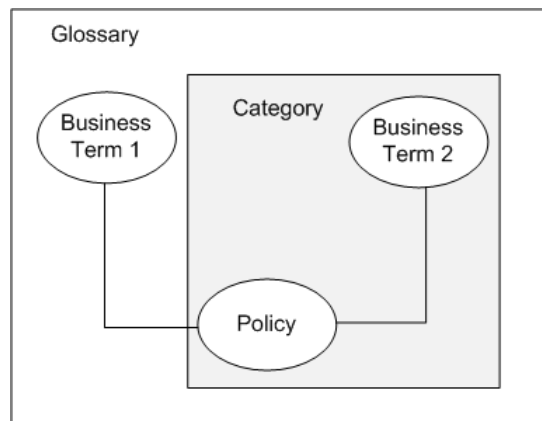 Glossary
Category
Business
Term 1
Business
Term 2
Policy